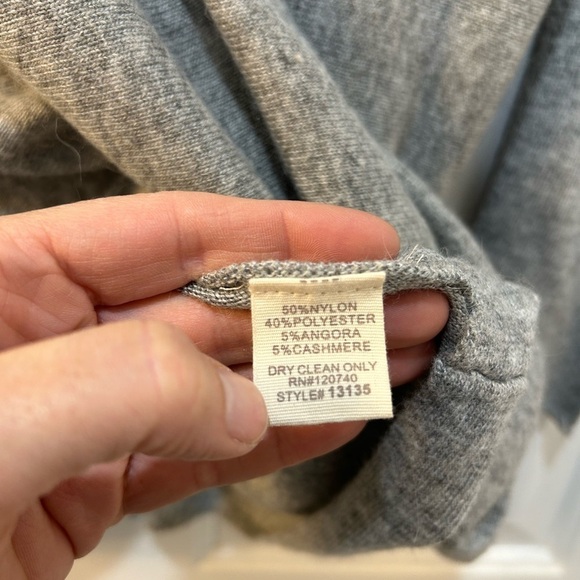 50%NYLON
40%POLYESTER
5%ANGORA
5%CASHMERE
DRY CLEAN ONLY
RN#120740
STYLE# 13135